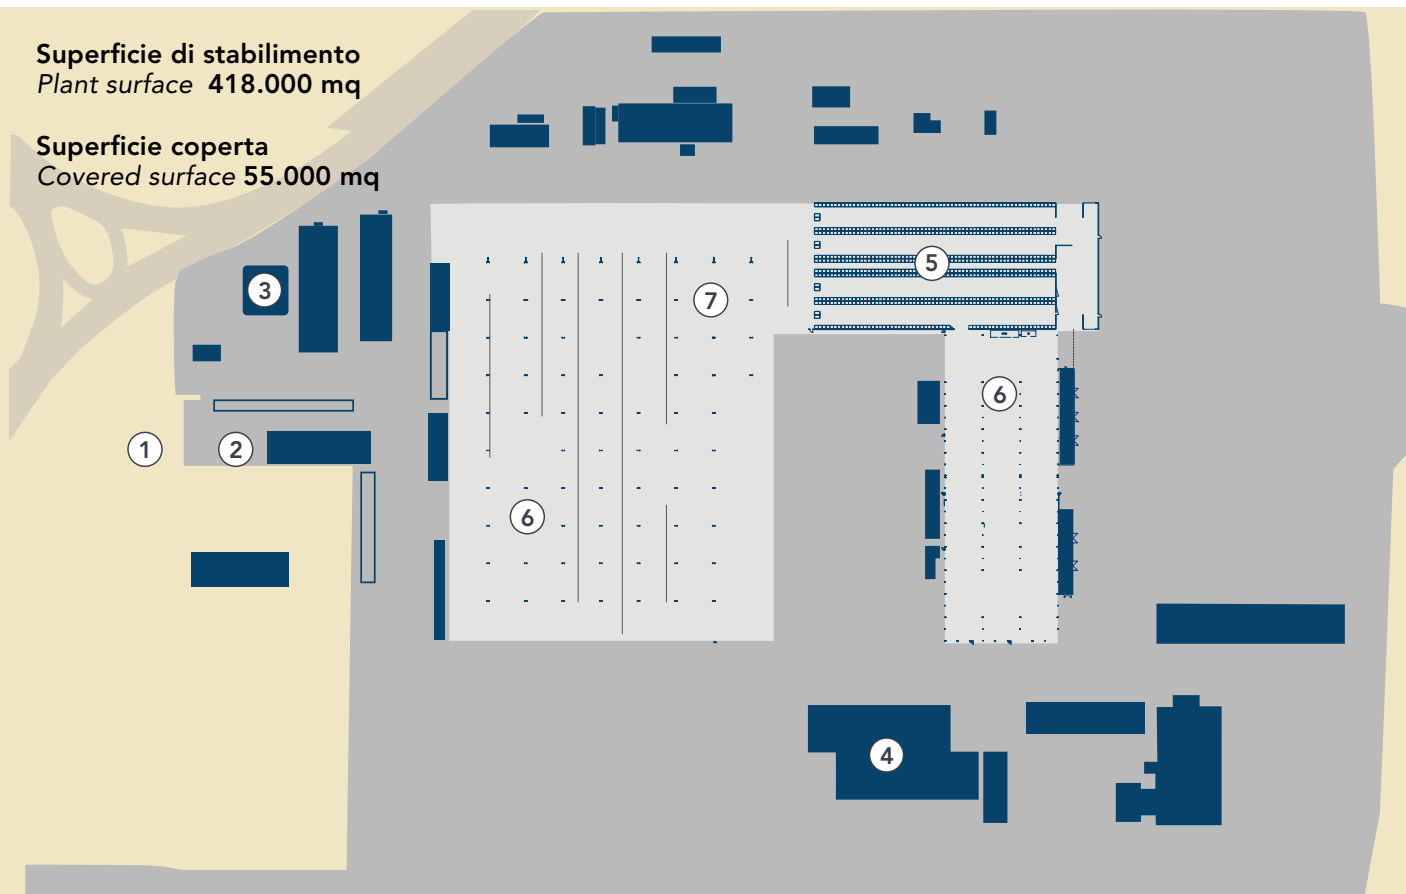 Superficie di stabilimento
Plant surface 418.000 mq
Superficie coperta
Covered surface 55.000 mq
5
3
7
6
1
2
6
4